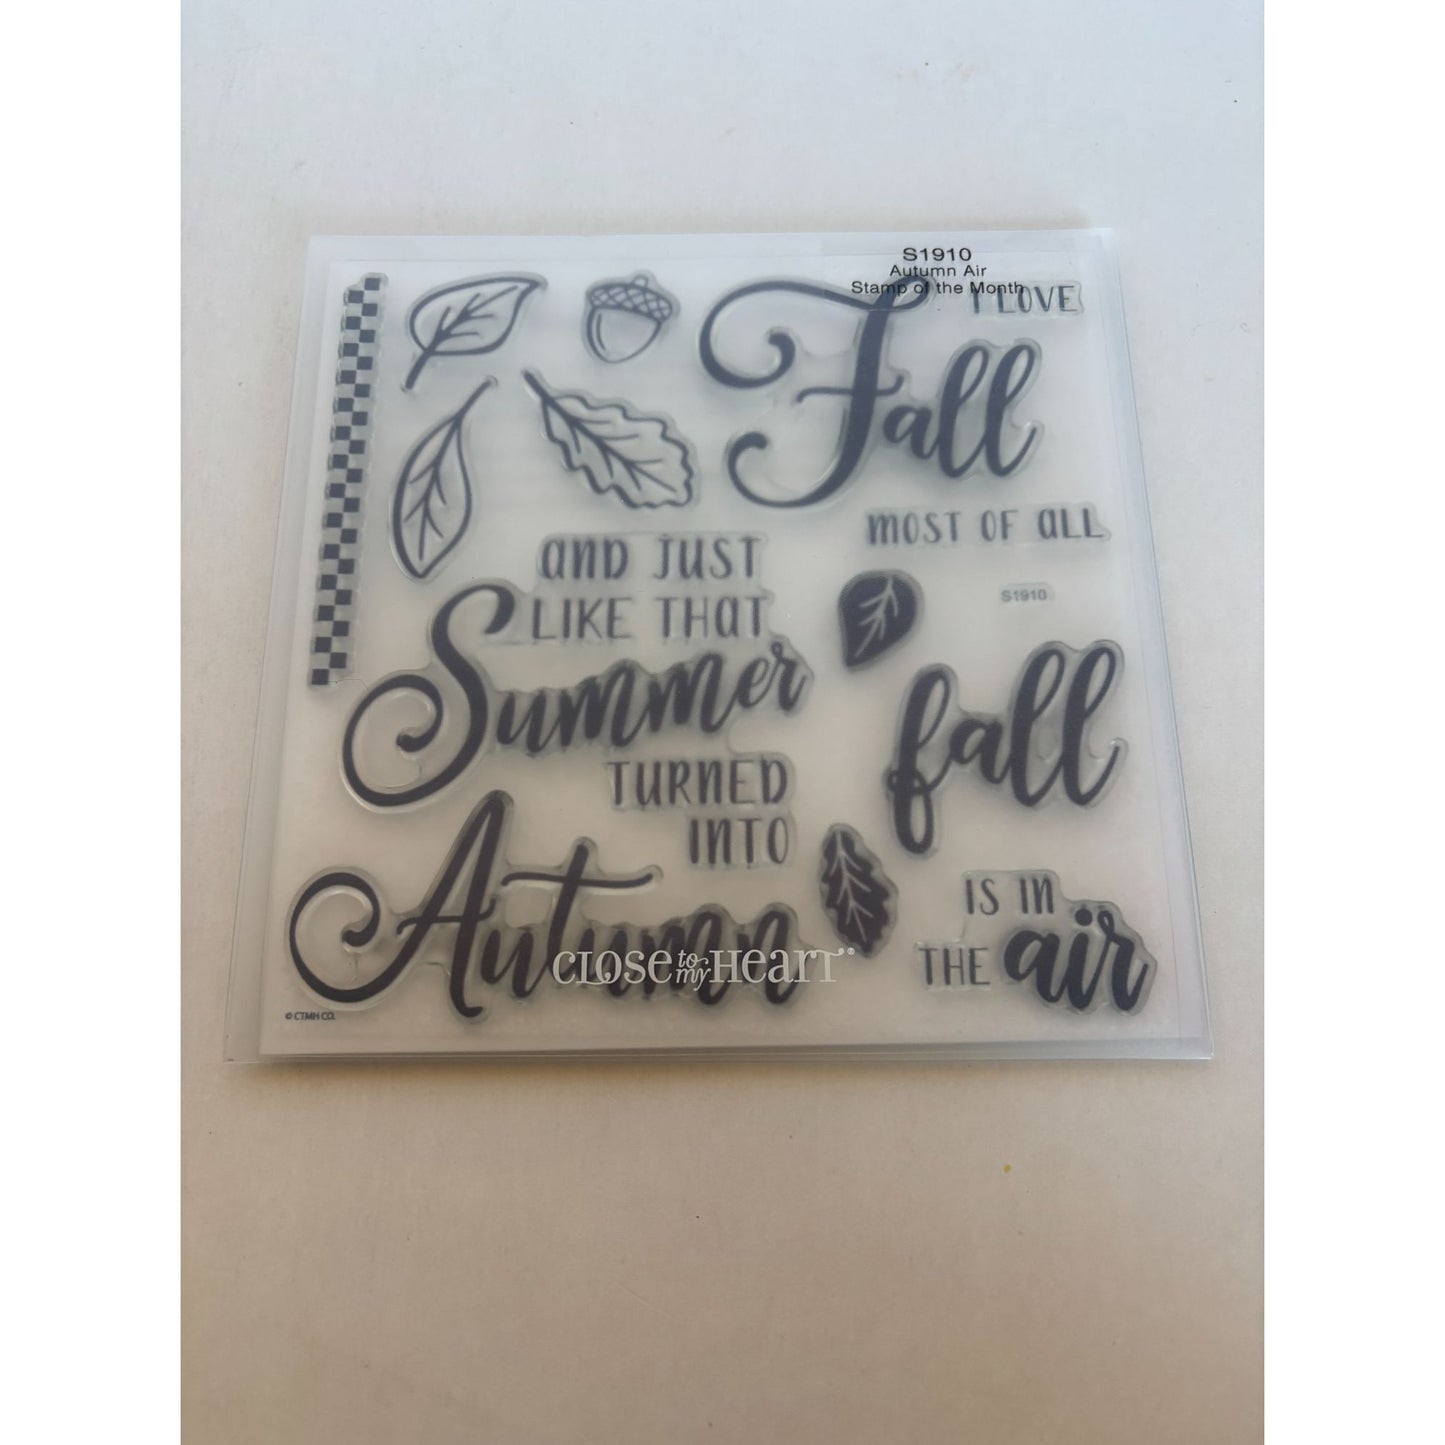 S1910
Autumn Air
Stamp of the Month
I LOVE
Fall
MOST OF aLL
S1910
aND JUST
LIKE THaT
Summer
TURNED
INTO
Autumn
fall
IS IN
THE air
CLOSE to my HEarT®
© CTMH CO.